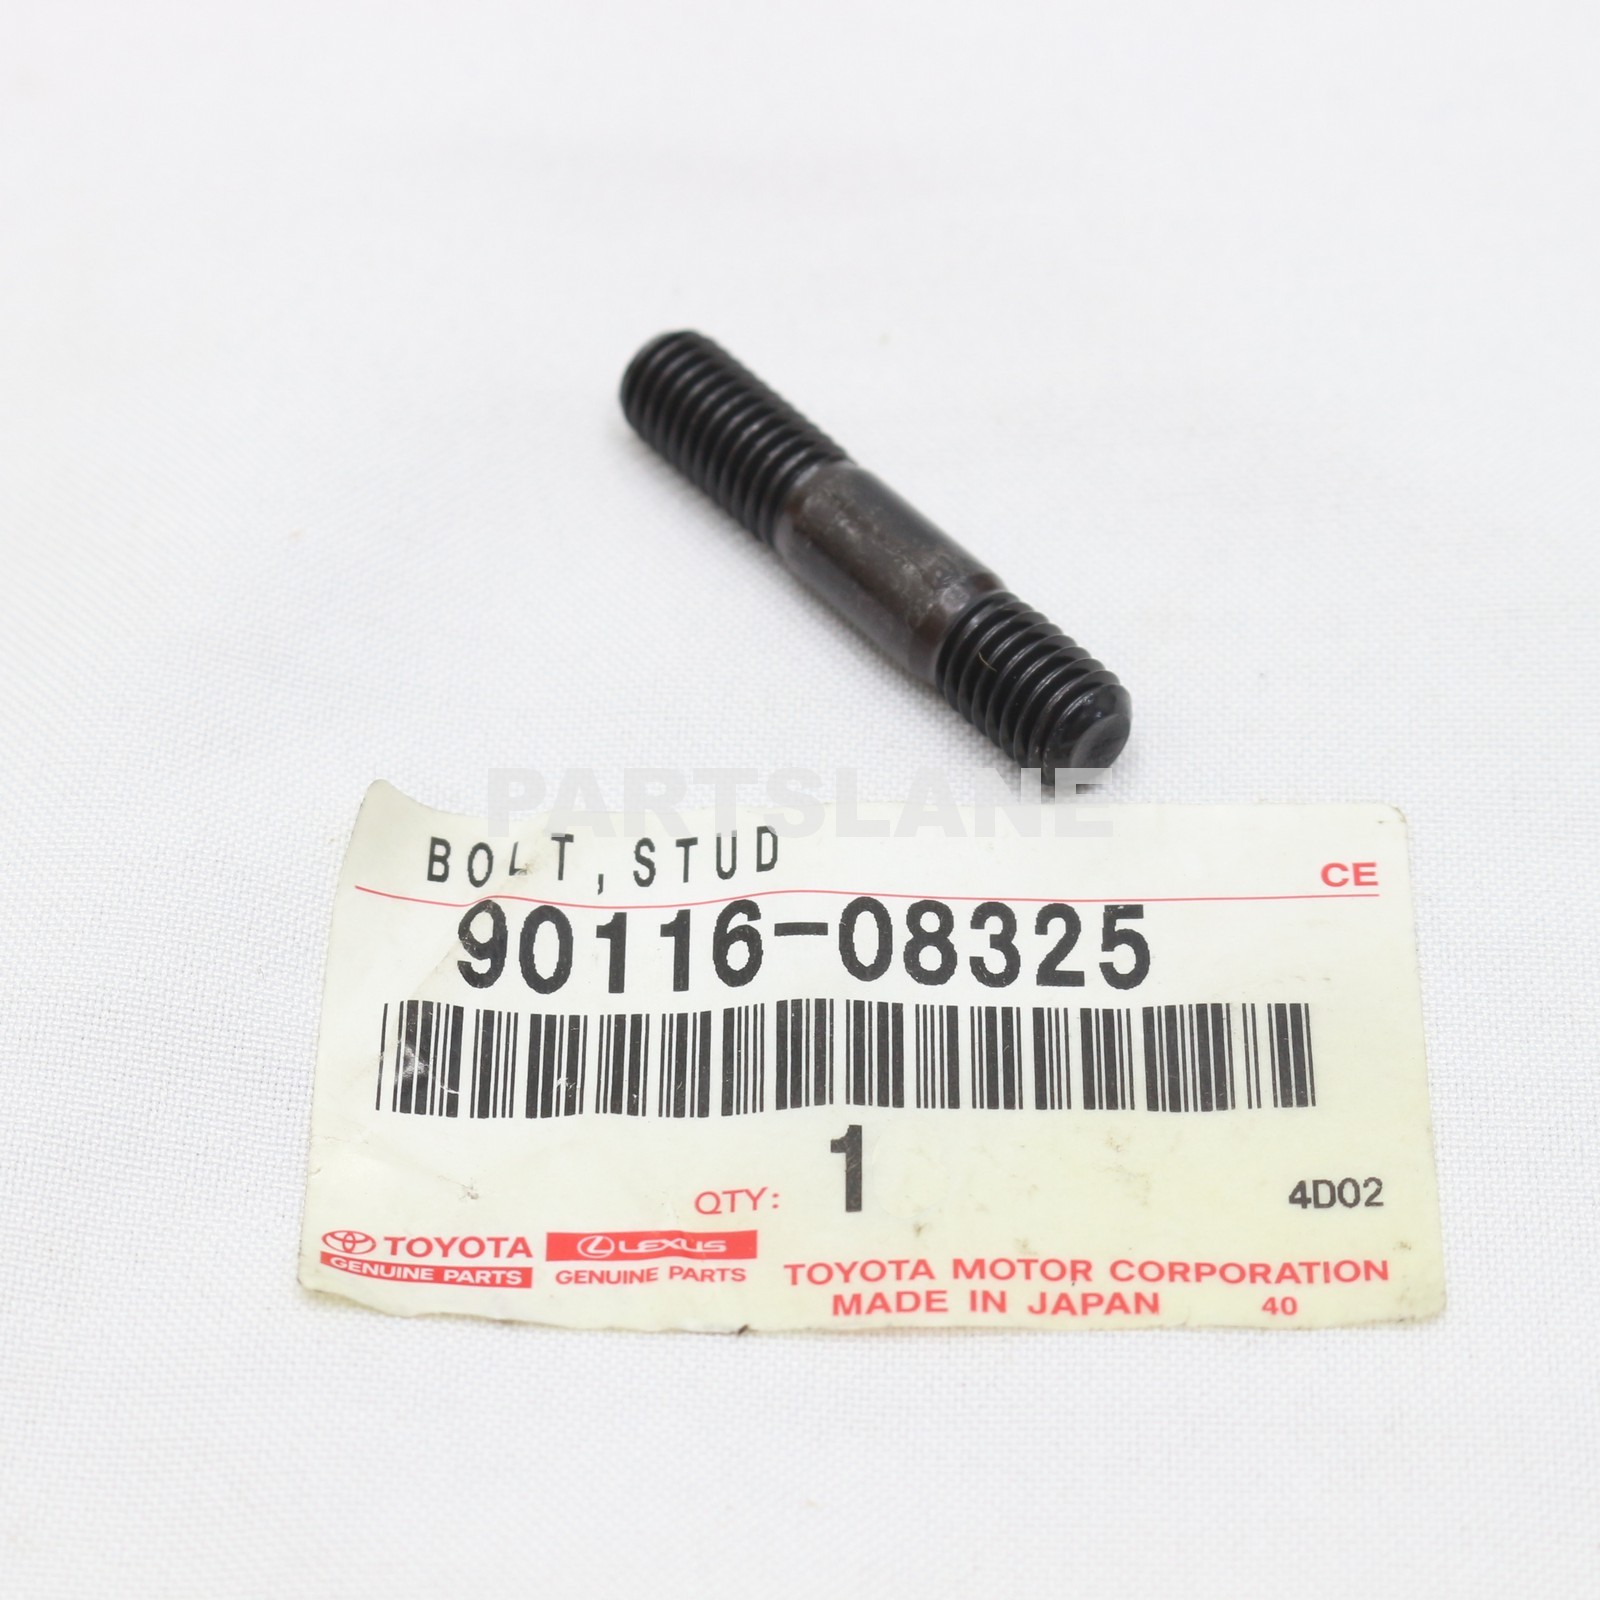 PARTSLANE
BOLT,STUD
CE
90116-08325
1
QTY:
4D02
TOYOTA
GENUINE PARTS
LEXUS
GENUINE PARTS
TOYOTA MOTOR CORPORATION
MADE IN JAPAN 40